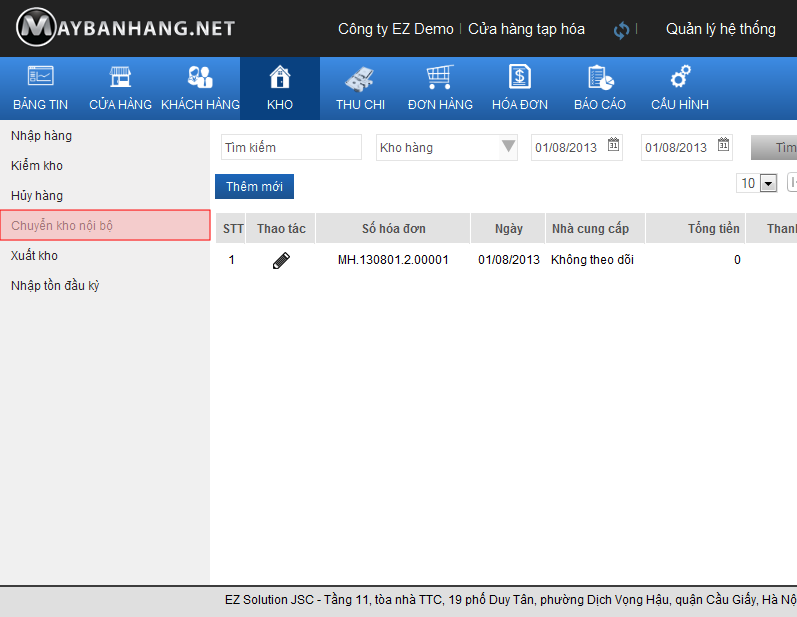 MAYBANHANG.NET
Công ty EZ Demo | Cửa hàng tạp hóa | Quản lý hệ thống
BẢNG TIN CỬA HÀNG KHÁCH HÀNG KHO THU CHI ĐƠN HÀNG HÓA ĐƠN BÁO CÁO CẤU HÌNH
Nhập hàng
Kiểm kho
Hủy hàng
Chuyển kho nội bộ
Xuất kho
Nhập tồn đầu kỳ
Tìm kiếm Kho hàng 01/08/2013 31 01/08/2013 31 Tìm
Thêm mới 10
STT Thao tác Số hóa đơn Ngày Nhà cung cấp Tổng tiền Thanh
1 MH.130801.2.00001 01/08/2013 Không theo dõi 0
EZ Solution JSC - Tầng 11, tòa nhà TTC, 19 phố Duy Tân, phường Dịch Vọng Hậu, quận Cầu Giấy, Hà Nộ